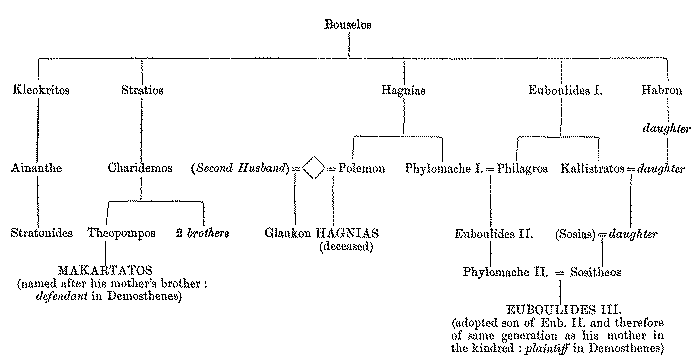 Bouselos
Kleokritos Stratios Hagnias Euboulides I. Habron
daughter
Ainanthe Charidemos (Second Husband) = = Polemon Phylomache I. = Philagros Kallistratos = daughter
Stratonides Theopompos 2 brothers Glaukon HAGNIAS Euboulides II. (Sosias) = daughter
(deceased)
MAKARTATOS Phylomache II. = Sositheos
(named after his mother's brother :
defendant in Demosthenes)
EUBOULIDES III.
(adopted son of Eub. II. and therefore
of same generation as his mother in
the kindred : plaintiff in Demosthenes)